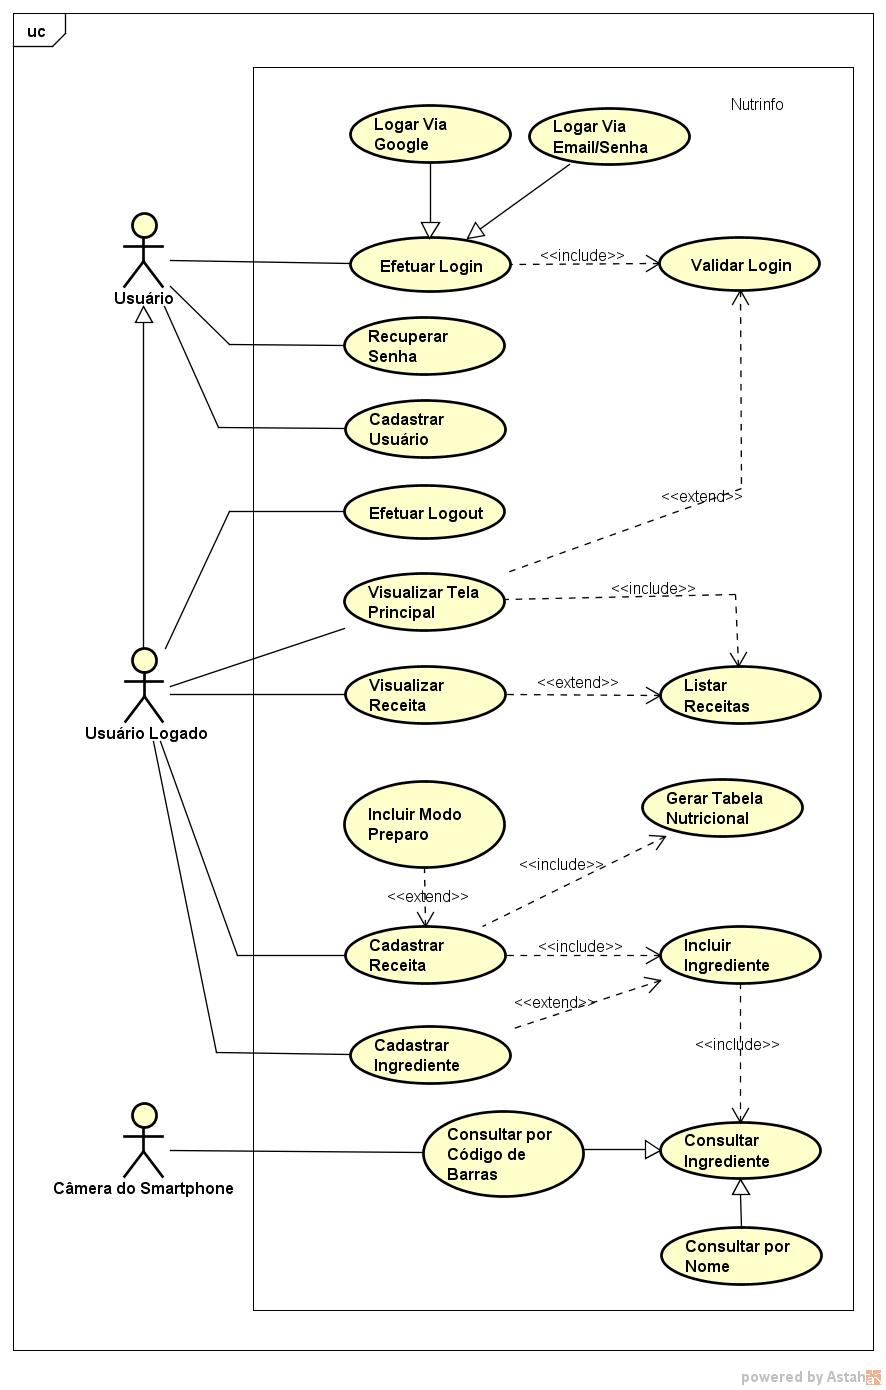 uc
Nutrinfo
Logar Via
Google
Logar Via
Email/Senha
Efetuar Login
<<include>>
Validar Login
Usuário
Recuperar
Senha
Cadastrar
Usuário
<<extend>>
Efetuar Logout
Visualizar Tela
Principal
<<include>>
Visualizar
Receita
<<extend>>
Listar
Receitas
Usuário Logado
Incluir Modo
Preparo
Gerar Tabela
Nutricional
<<include>>
<<extend>>
Cadastrar
Receita
<<include>>
Incluir
Ingrediente
<<extend>>
Cadastrar
Ingrediente
<<include>>
Consultar por
Código de
Barras
Consultar
Ingrediente
Câmera do Smartphone
Consultar por
Nome
powered by Astah